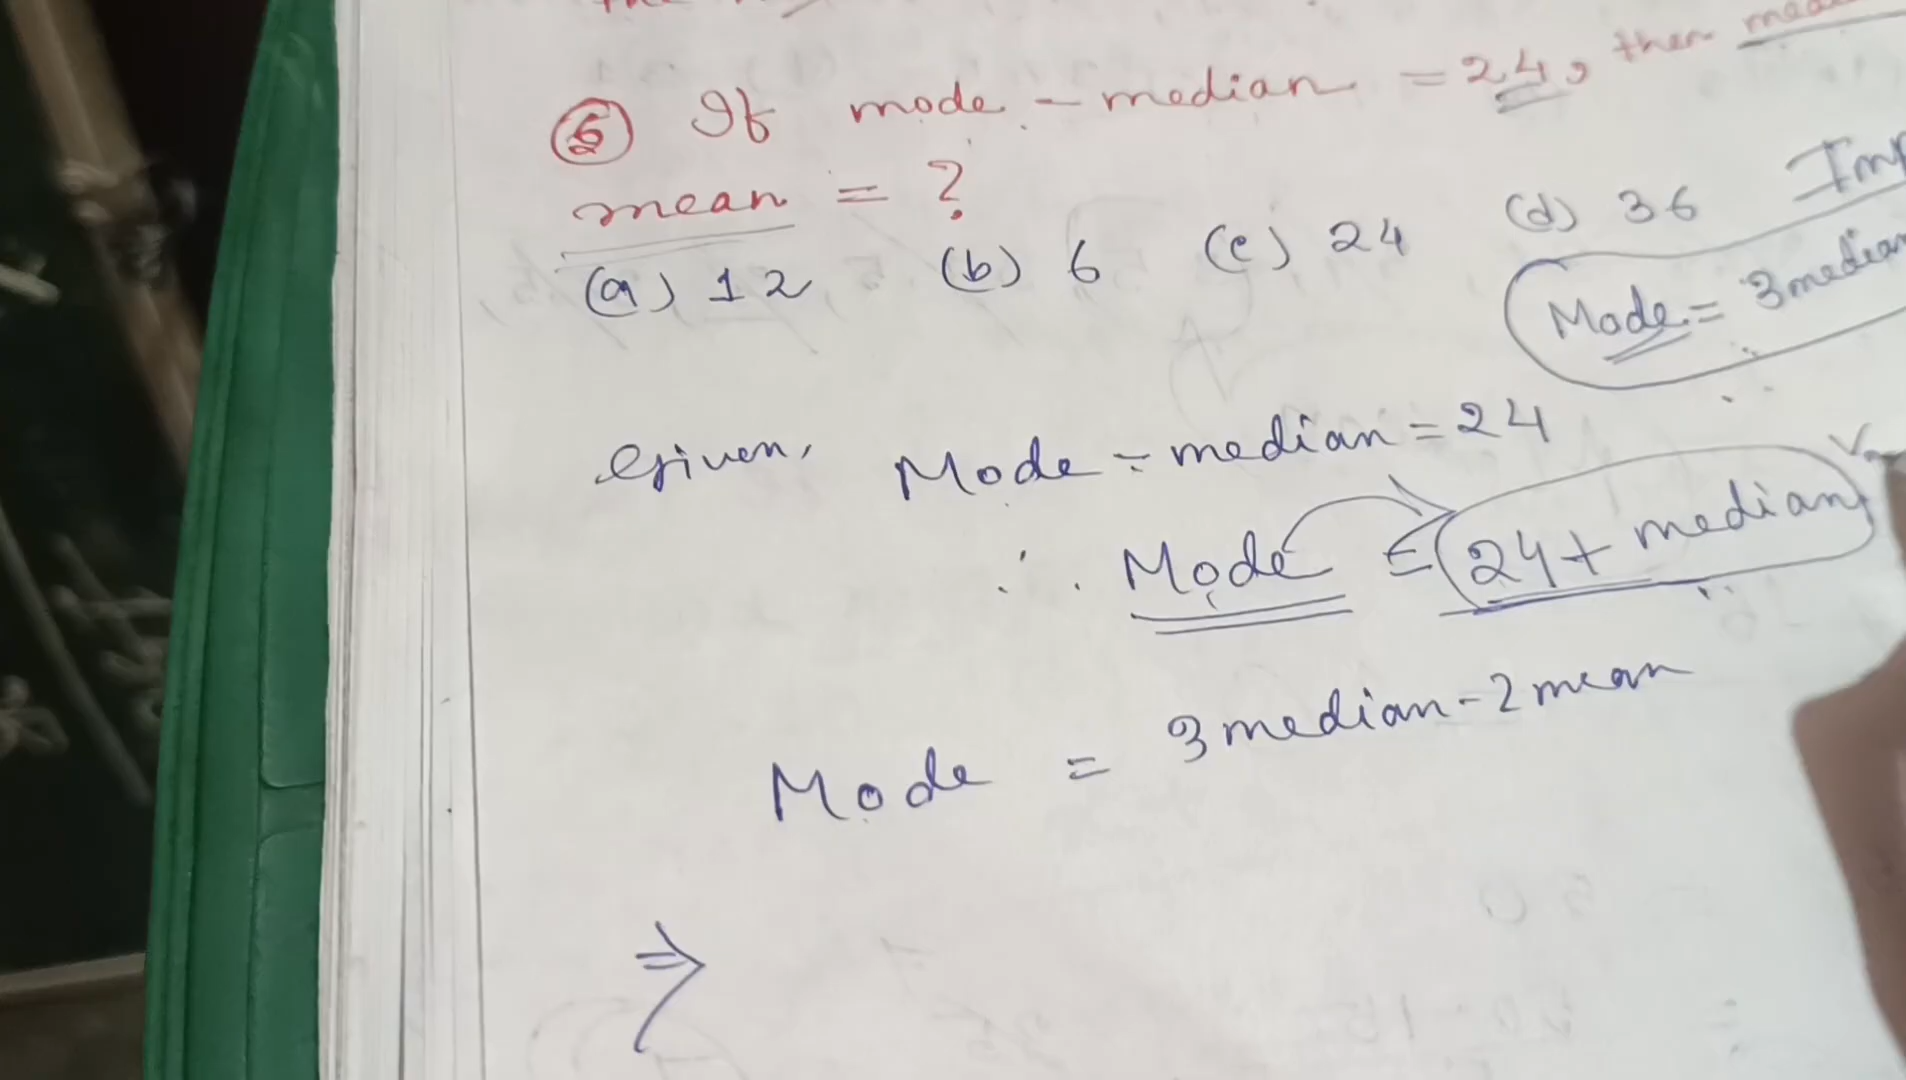 (5) If mode - median = 24, then
mean = ?
(a) 12 (b) 6 (c) 24 (d) 36
Mode = 3median
Given, Mode - median = 24
∴ Mode = 24 + median
Mode = 3median - 2mean
⇒